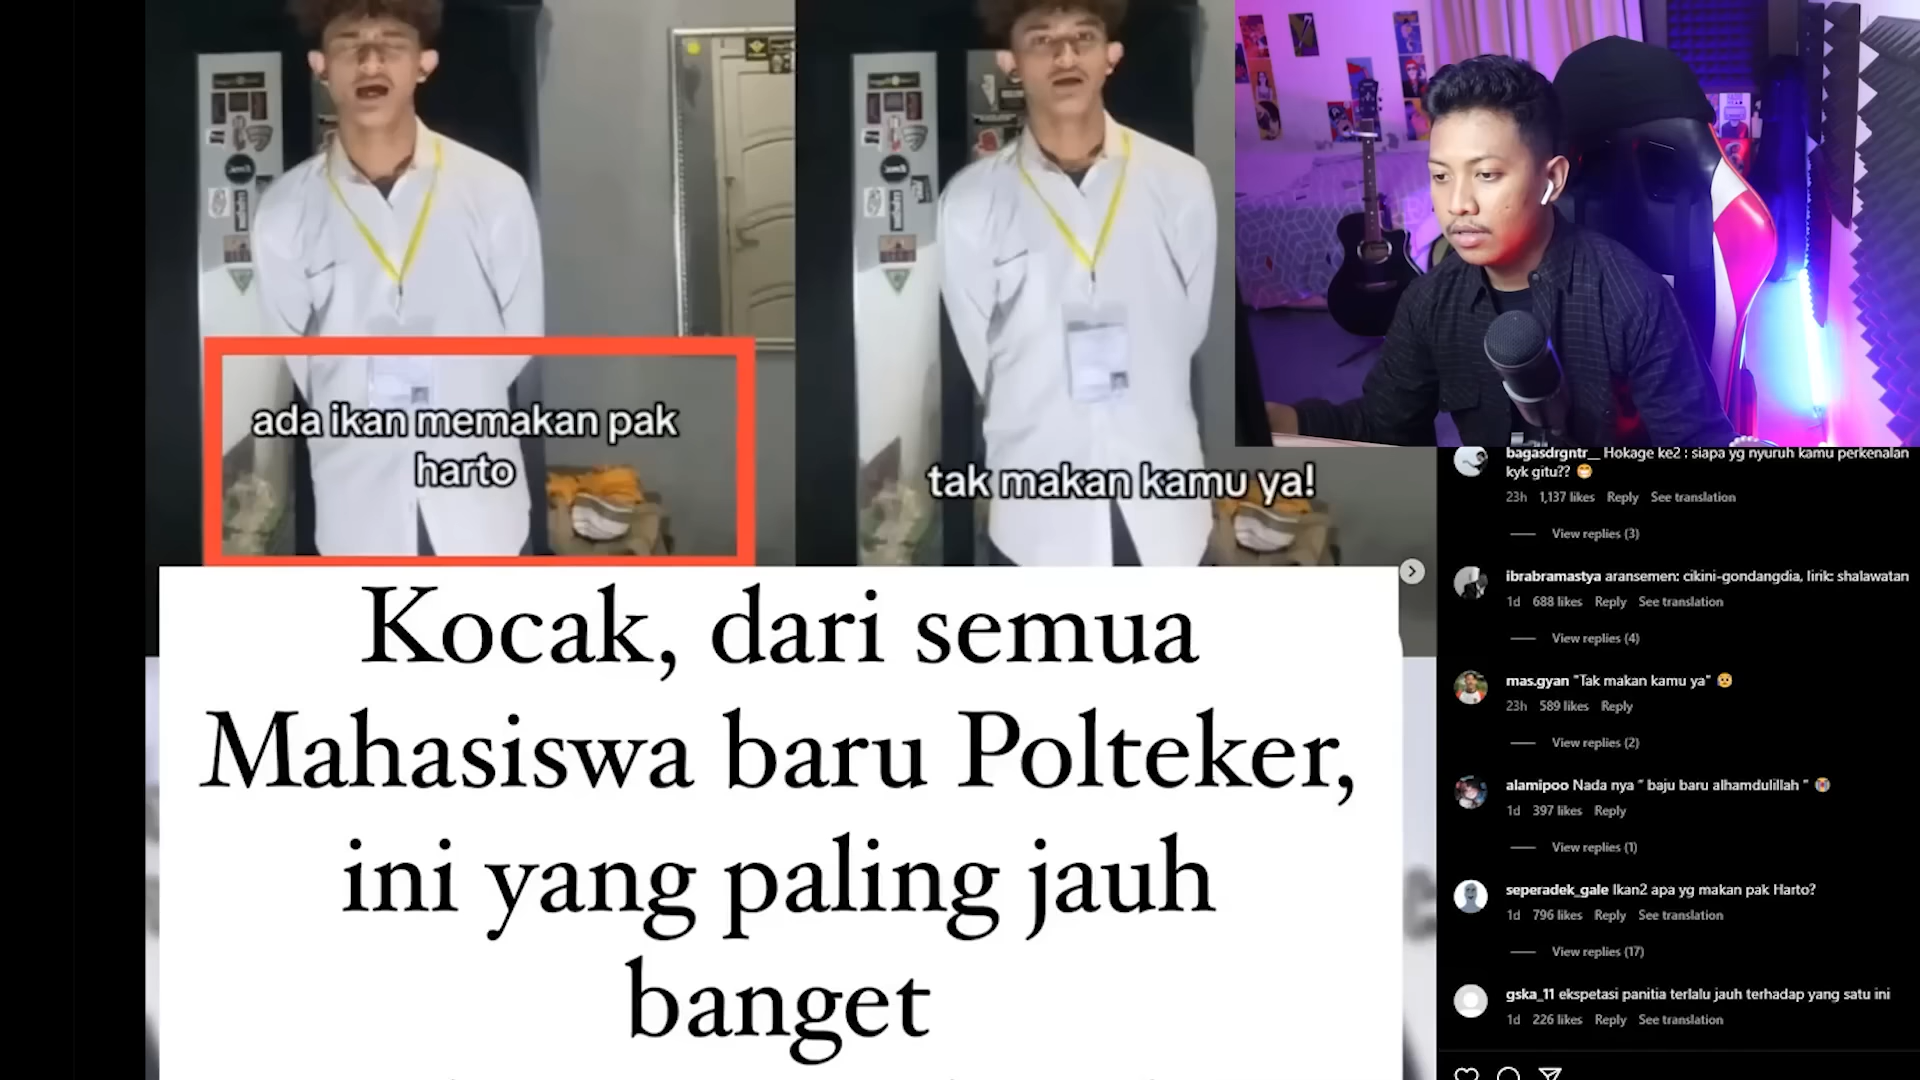 ada ikan memakan pak
harto
tak makan kamu ya!
Kocak, dari semua
Mahasiswa baru Polteker,
ini yang paling jauh
banget
bagasdrgntr__ Hokage ke2 : siapa yg nyuruh kamu perkenalan
kyk gitu?? 😁
23h 1,137 likes Reply See translation
View replies (3)
ibrabramastya aransemen: cikini-gondangdia, lirik: shalawatan
1d 688 likes Reply See translation
View replies (4)
mas.gyan "Tak makan kamu ya" 😥
23h 589 likes Reply
View replies (2)
alamipoo Nada nya “ baju baru alhamdulillah ” 😭
1d 397 likes Reply
View replies (1)
seperadek_gale Ikan2 apa yg makan pak Harto?
1d 796 likes Reply See translation
View replies (17)
gska_11 ekspetasi panitia terlalu jauh terhadap yang satu ini
1d 226 likes Reply See translation